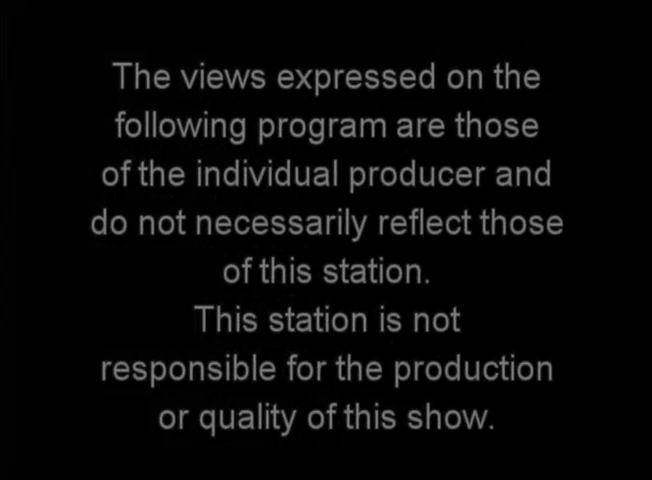 The views expressed on the
following program are those
of the individual producer and
do not necessarily reflect those
of this station.
This station is not
responsible for the production
or quality of this show.